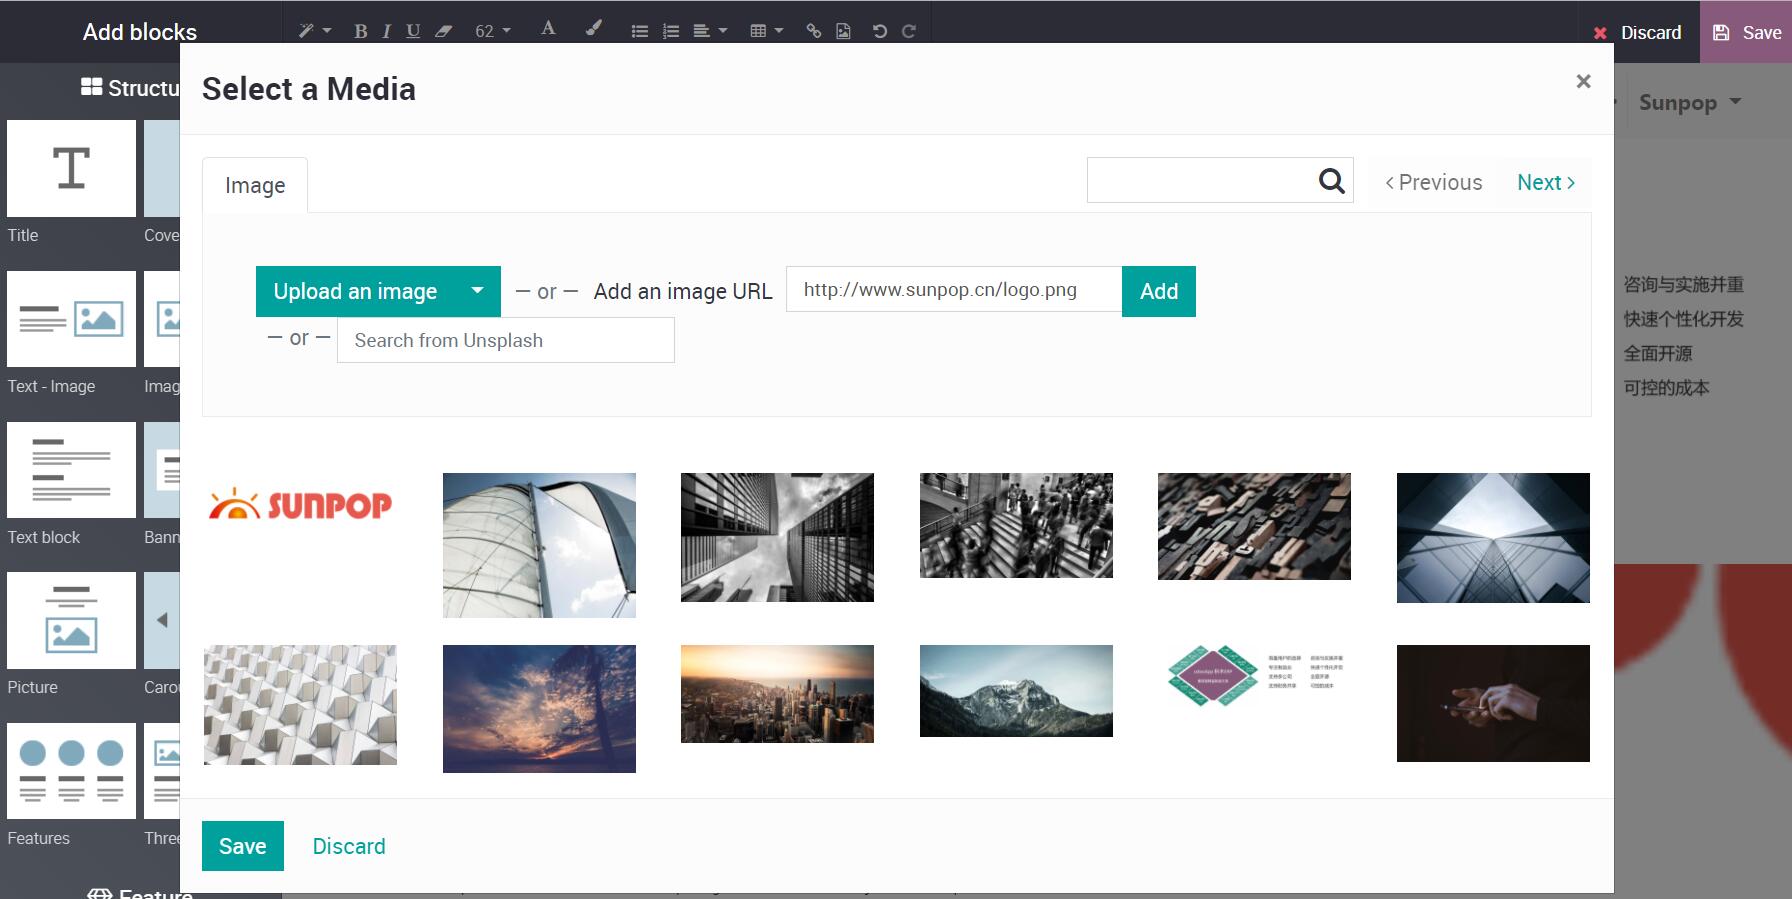 Add blocks
62
Discard
Save
Structu
Select a Media
×
Sunpop
Image
Previous
Next
Title
Cove
Upload an image
— or —
Add an image URL
http://www.sunpop.cn/logo.png
Add
— or —
Search from Unsplash
咨询与实施并重
快速个性化开发
全面开源
可控的成本
Text - Image
Imag
SUNPOP
Text block
Bann
Picture
Carou
Features
Three
Save
Discard
Feature